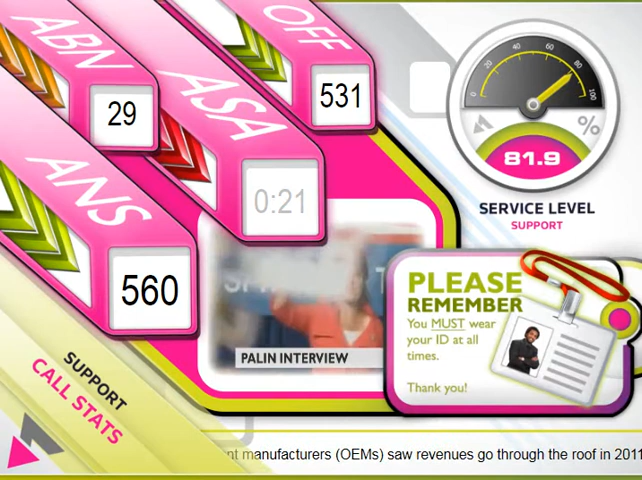 ABN
29
ASA
0:21
OFF
531
ANS
560
0
20
40
60
80
100
%
81.9
SERVICE LEVEL
SUPPORT
PALIN INTERVIEW
PLEASE
REMEMBER
You MUST wear
your ID at all
times.
Thank you!
SUPPORT
CALL STATS
nt manufacturers (OEMs) saw revenues go through the roof in 2011